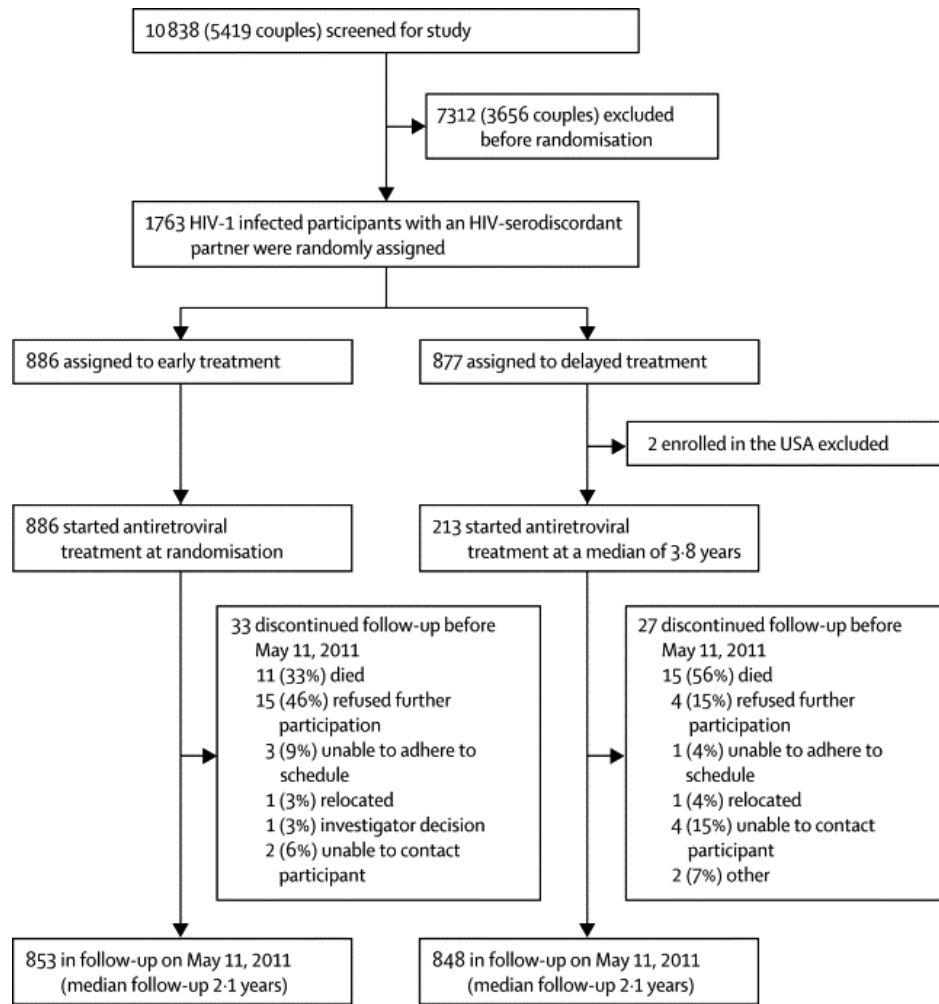 10 838 (5419 couples) screened for study
7312 (3656 couples) excluded
before randomisation
1763 HIV-1 infected participants with an HIV-serodiscordant
partner were randomly assigned
886 assigned to early treatment
877 assigned to delayed treatment
2 enrolled in the USA excluded
886 started antiretroviral
treatment at randomisation
213 started antiretroviral
treatment at a median of 3·8 years
33 discontinued follow-up before
May 11, 2011
11 (33%) died
15 (46%) refused further
participation
3 (9%) unable to adhere to
schedule
1 (3%) relocated
1 (3%) investigator decision
2 (6%) unable to contact
participant
27 discontinued follow-up before
May 11, 2011
15 (56%) died
4 (15%) refused further
participation
1 (4%) unable to adhere to
schedule
1 (4%) relocated
4 (15%) unable to contact
participant
2 (7%) other
853 in follow-up on May 11, 2011
(median follow-up 2·1 years)
848 in follow-up on May 11, 2011
(median follow-up 2·1 years)